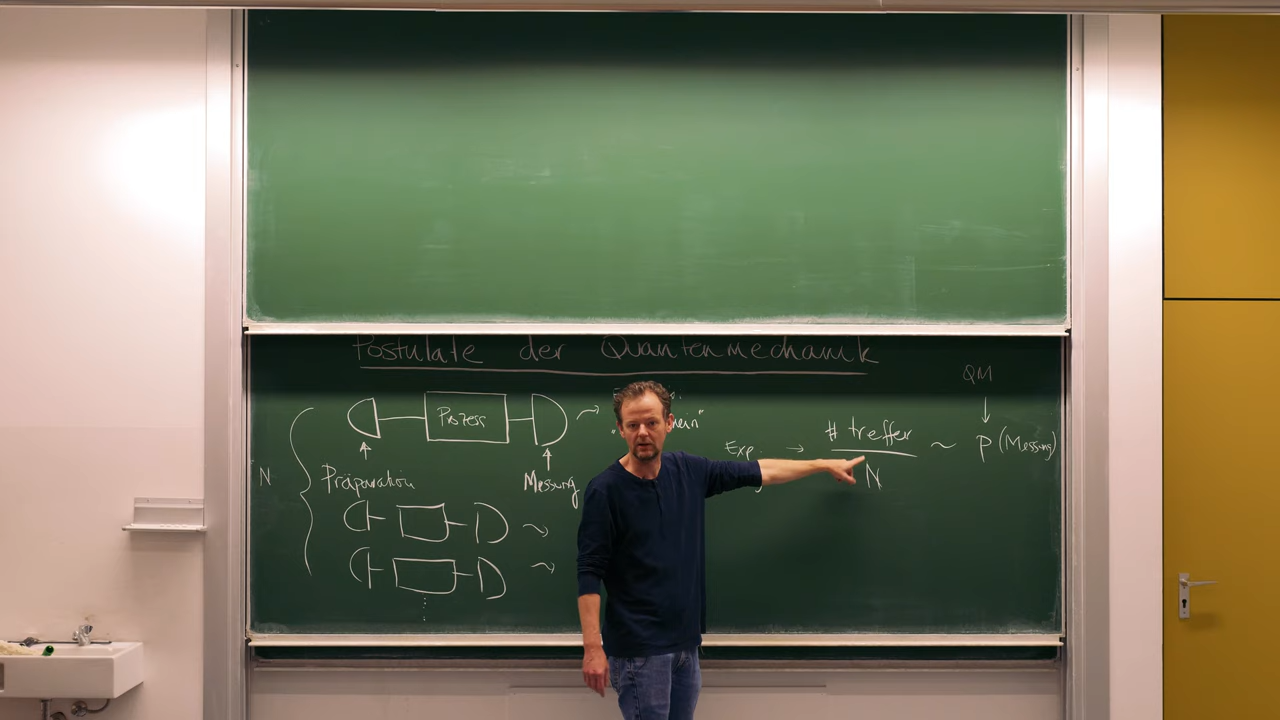 Postulate der Quantenmechanik
QM
Prozess
# treffer
N
~ p (Messung)
Exp. →
N
Präparation
Messung